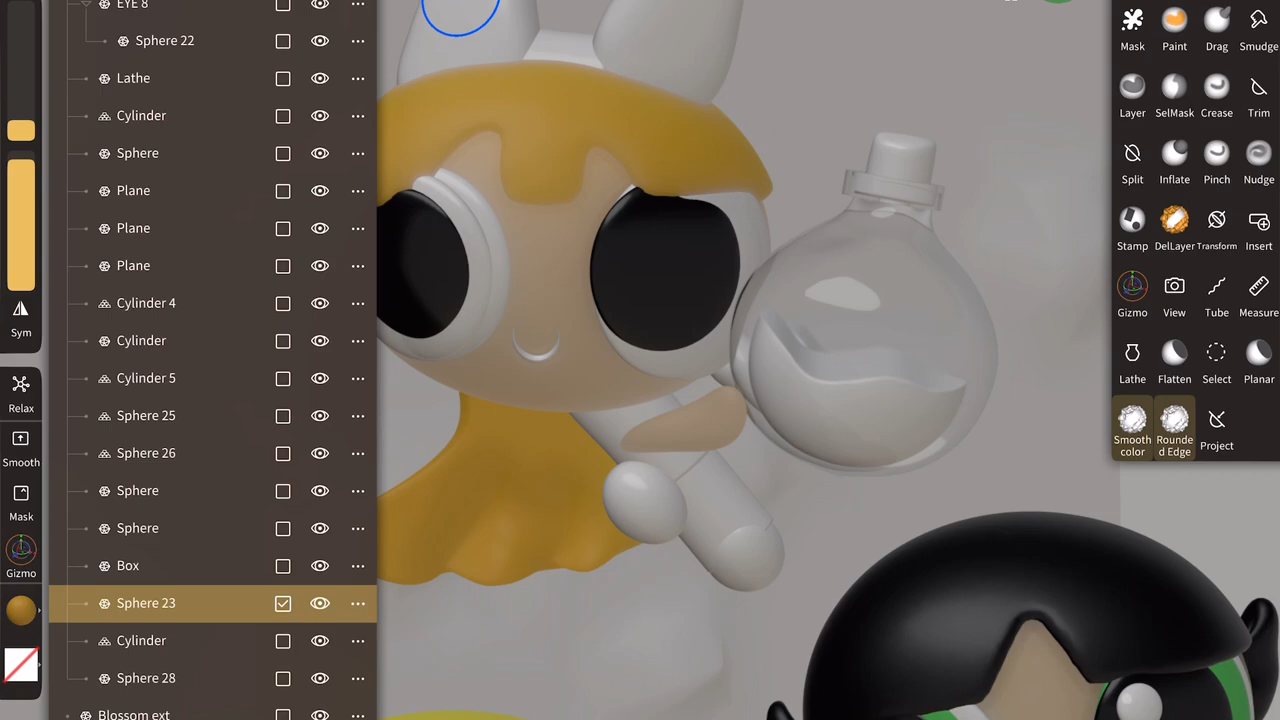 Sym
Relax
Smooth
Mask
Gizmo
EYE 8
Sphere 22
Lathe
Cylinder
Sphere
Plane
Plane
Plane
Cylinder 4
Cylinder
Cylinder 5
Sphere 25
Sphere 26
Sphere
Sphere
Box
Sphere 23
Cylinder
Sphere 28
Blossom ext
Mask Paint Drag Smudge
Layer SelMask Crease Trim
Split Inflate Pinch Nudge
Stamp DelLayer Transform Insert
Gizmo View Tube Measure
Lathe Flatten Select Planar
Smooth Rounde Project
color d Edge